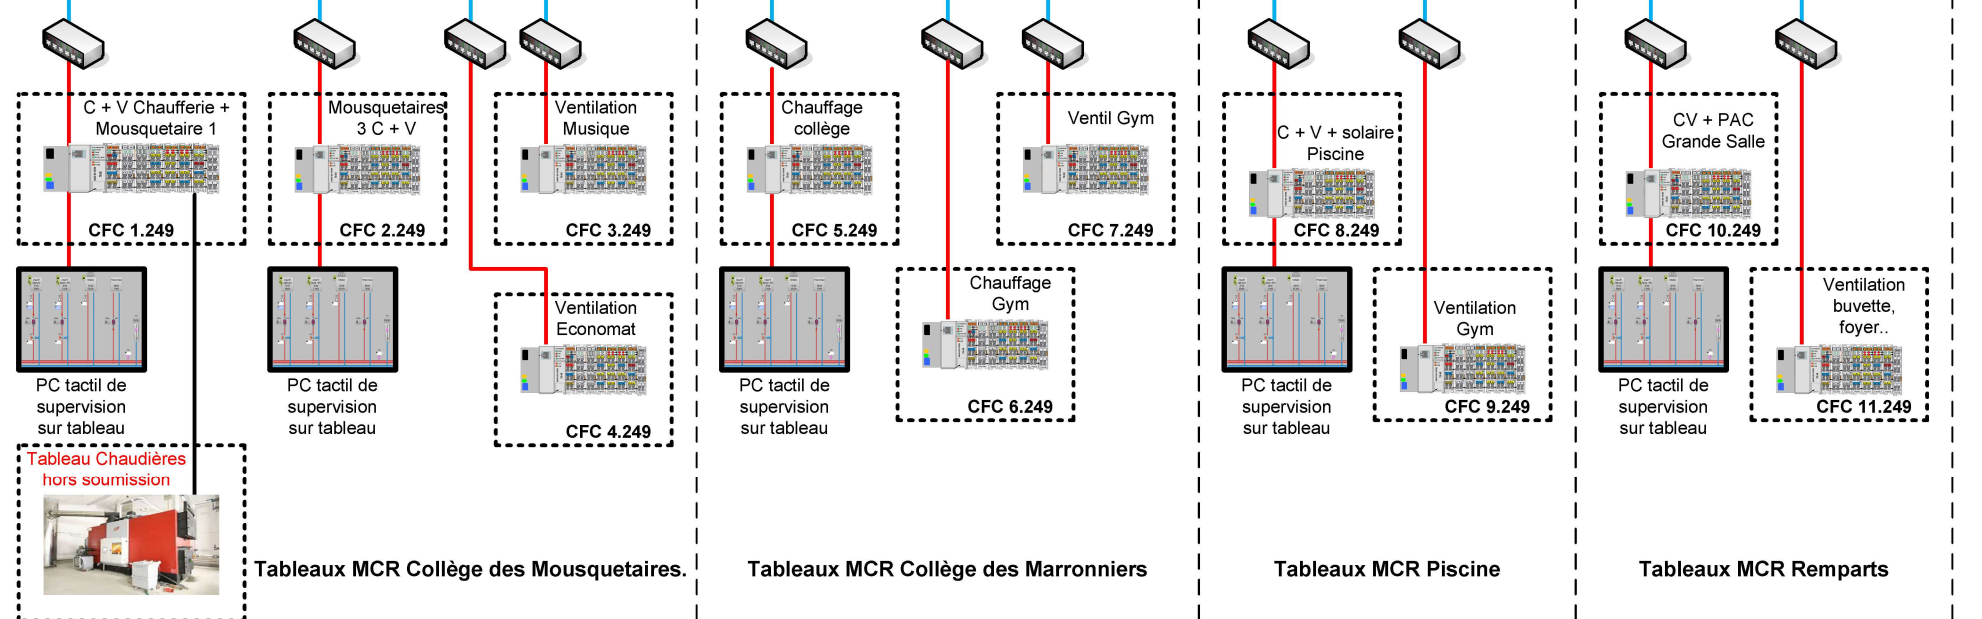 C + V Chaufferie +
Mousquetaire 1
CFC 1.249
PC tactil de
supervision
sur tableau
Tableau Chaudières
hors soumission
Mousquetaires
3 C + V
CFC 2.249
PC tactil de
supervision
sur tableau
Ventilation
Musique
CFC 3.249
Ventilation
Economat
CFC 4.249
Tableaux MCR Collège des Mousquetaires.
Chauffage
collège
CFC 5.249
PC tactil de
supervision
sur tableau
Chauffage
Gym
CFC 6.249
Ventil Gym
CFC 7.249
Tableaux MCR Collège des Marronniers
C + V + solaire
Piscine
CFC 8.249
PC tactil de
supervision
sur tableau
Ventilation
Gym
CFC 9.249
Tableaux MCR Piscine
CV + PAC
Grande Salle
CFC 10.249
PC tactil de
supervision
sur tableau
Ventilation
buvette,
foyer..
CFC 11.249
Tableaux MCR Remparts